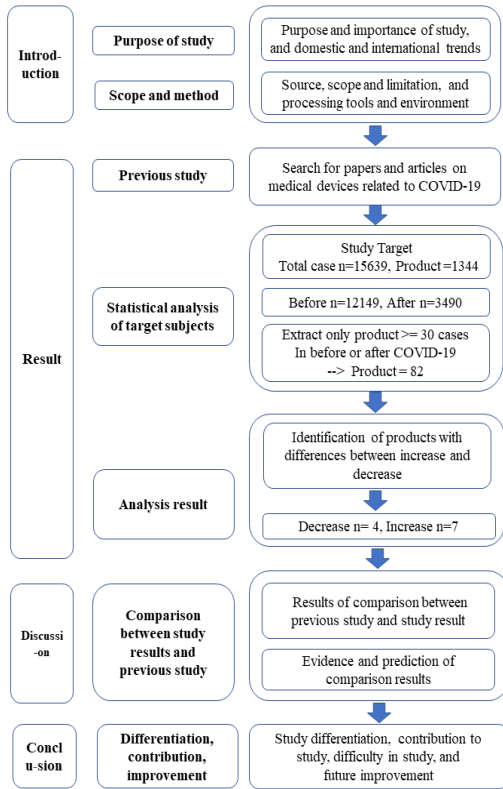 Introd-
uction
Purpose of study
Purpose and importance of study,
and domestic and international trends
Scope and method
Source, scope and limitation, and
processing tools and environment
Result
Previous study
Search for papers and articles on
medical devices related to COVID-19
Statistical analysis
of target subjects
Study Target
Total case n=15639, Product=1344
Before n=12149, After n=3490
Extract only product >= 30 cases
In before or after COVID-19
--> Product = 82
Analysis result
Identification of products with
differences between increase and
decrease
Decrease n= 4, Increase n=7
Discussi
-on
Comparison
between study
results and
previous study
Results of comparison between
previous study and study result
Evidence and prediction of
comparison results
Concl
u-sion
Differentiation,
contribution,
improvement
Study differentiation, contribution to
study, difficulty in study, and
future improvement